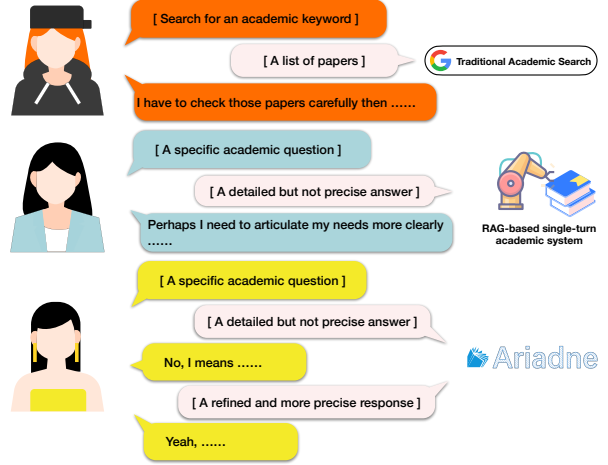 [ Search for an academic keyword ]
[ A list of papers ]
Traditional Academic Search
I have to check those papers carefully then ......
[ A specific academic question ]
[ A detailed but not precise answer ]
RAG-based single-turn
academic system
Perhaps I need to articulate my needs more clearly
......
[ A specific academic question ]
[ A detailed but not precise answer ]
No, I means ......
Ariadne
[ A refined and more precise response ]
Yeah, ......